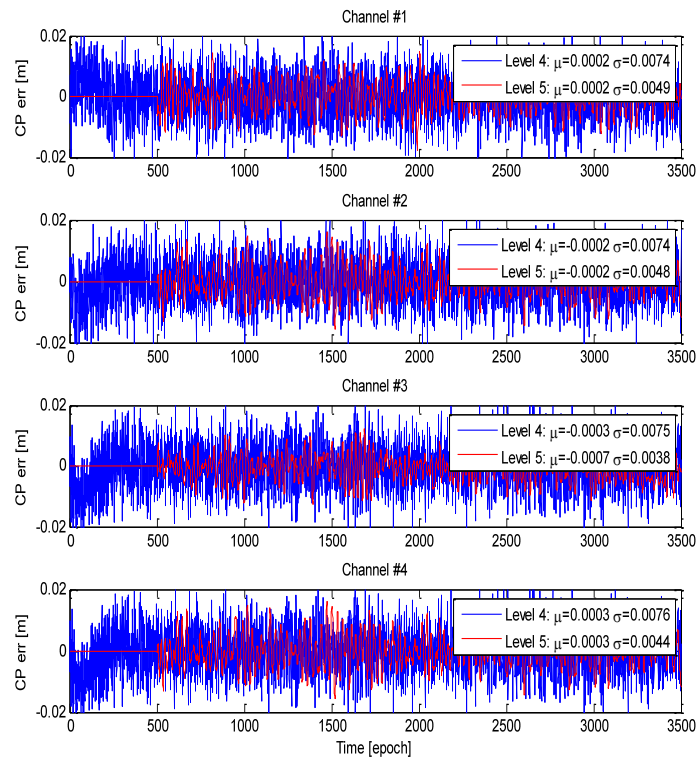 Channel #1
0.02
0
-0.02
CP err [m]
Level 4: μ=0.0002 σ=0.0074
Level 5: μ=0.0002 σ=0.0049
0 500 1000 1500 2000 2500 3000 3500
Channel #2
0.02
0
-0.02
CP err [m]
Level 4: μ=-0.0002 σ=0.0074
Level 5: μ=-0.0002 σ=0.0048
0 500 1000 1500 2000 2500 3000 3500
Channel #3
0.02
0
-0.02
CP err [m]
Level 4: μ=-0.0003 σ=0.0075
Level 5: μ=-0.0007 σ=0.0038
0 500 1000 1500 2000 2500 3000 3500
Channel #4
0.02
0
-0.02
CP err [m]
Level 4: μ=0.0003 σ=0.0076
Level 5: μ=0.0003 σ=0.0044
0 500 1000 1500 2000 2500 3000 3500
Time [epoch]